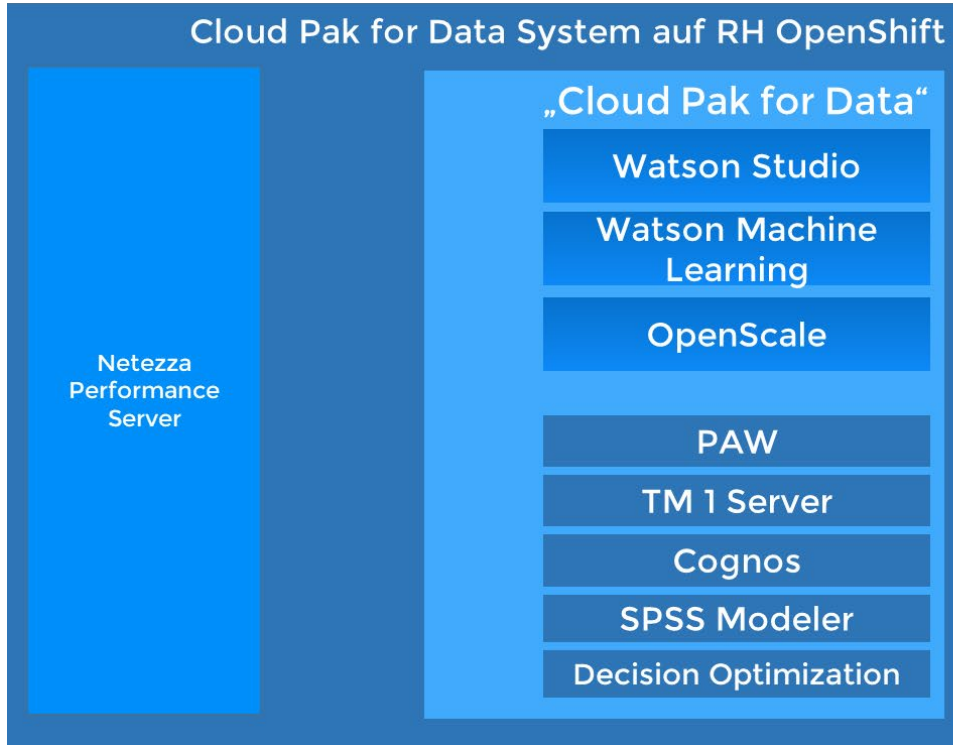 Cloud Pak for Data System auf RH OpenShift
Netezza
Performance
Server
„Cloud Pak for Data“
Watson Studio
Watson Machine
Learning
OpenScale
PAW
TM 1 Server
Cognos
SPSS Modeler
Decision Optimization